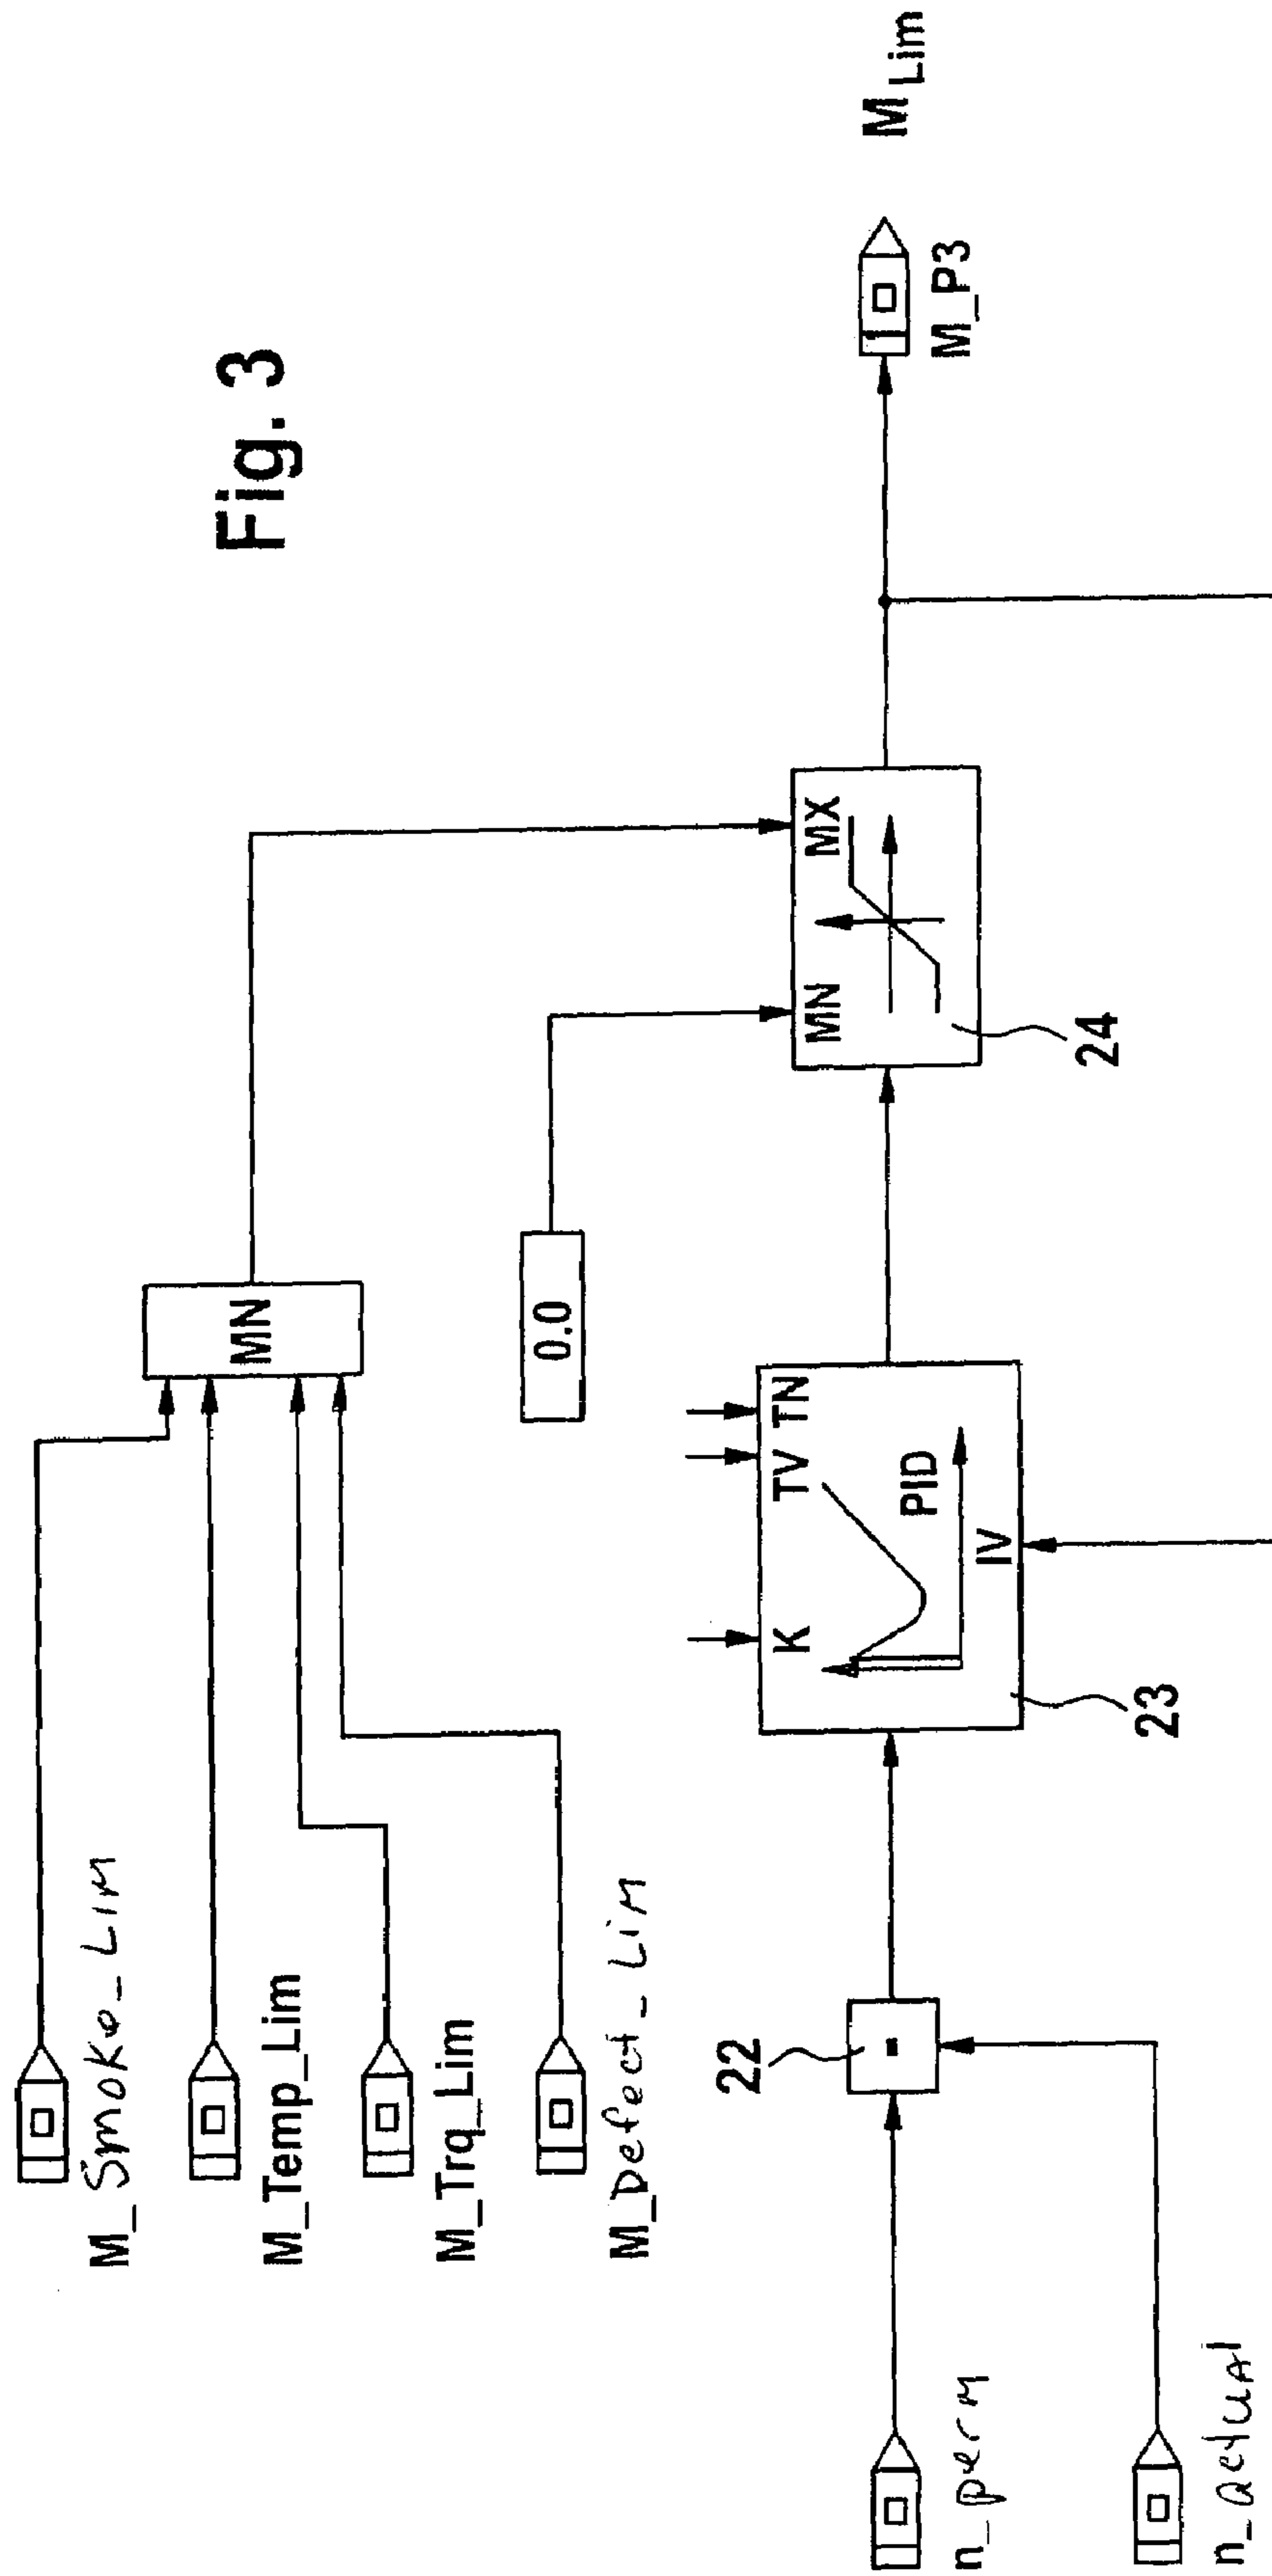 Fig. 3
M_Smoke_Lim
M_Temp_Lim
M_Trq_Lim
M_Defect_Lim
MN
0.0
n_perm
n_actual
22
-
K
TV
TN
PID
IV
23
MN
MX
24
M_P3
M Lim